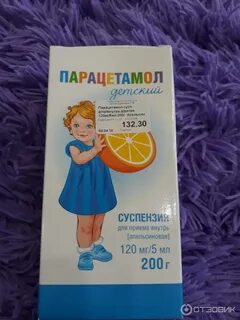 ПАРАЦЕТАМОЛ
детский
132.30
СУСПЕНЗИЯ
для приема внутрь
[апельсиновая]
120 мг/5 мл
200 г
ОТЗОВИК